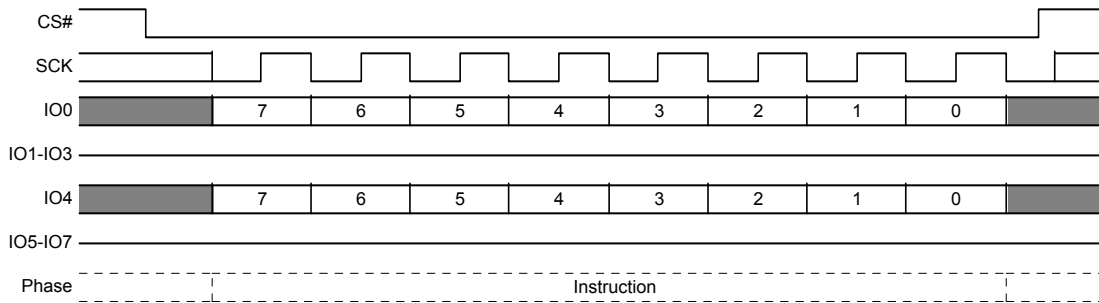 CS#
SCK
IO0 7 6 5 4 3 2 1 0
IO1-IO3
IO4 7 6 5 4 3 2 1 0
IO5-IO7
Phase Instruction